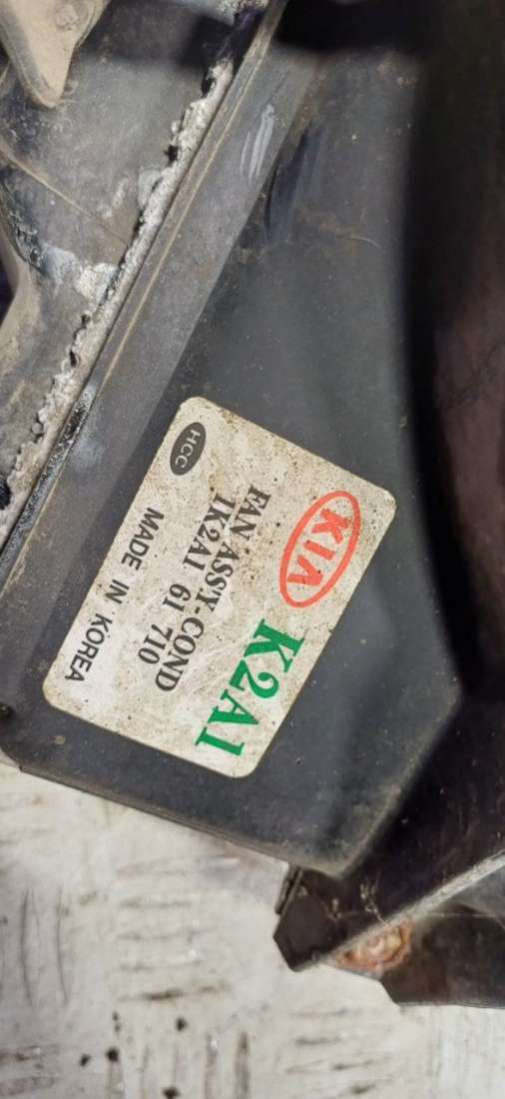 KIA K2A1
FAN ASS'Y-COND
1K2A1 61 710
MADE IN KOREA
HCC